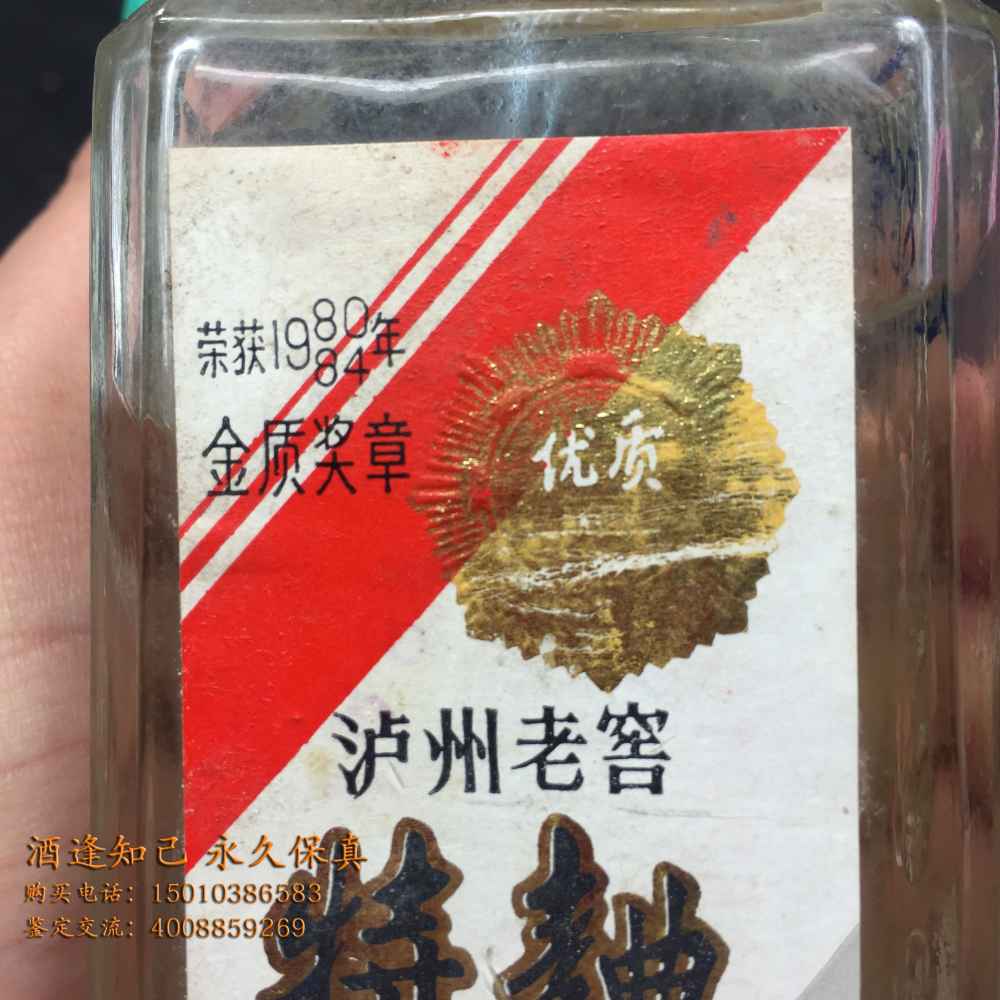 荣获1980 84年
金质奖章
优质
泸州老窖
特麯
酒逢知己 永久保真
购买电话：15010386583
鉴定交流：4008859269